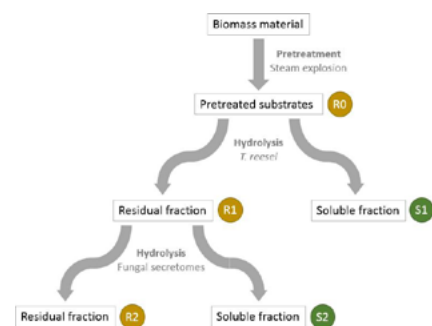 Biomass material
Pretreatment
Steam explosion
Pretreated substrates R0
Hydrolysis
T. reesei
Residual fraction R1
Soluble fraction S1
Hydrolysis
Fungal secretomes
Residual fraction R2
Soluble fraction S2